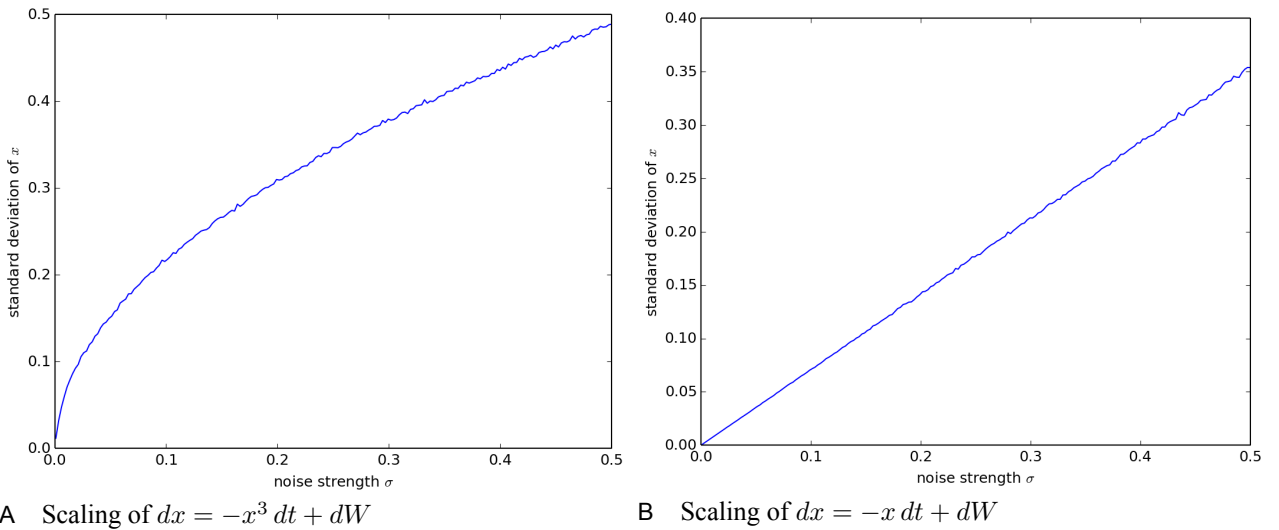 0.5
0.4
0.3
0.2
0.1
0.0
standard deviation of x
0.0 0.1 0.2 0.3 0.4 0.5
noise strength σ
A Scaling of dx = −x³ dt + dW
0.40
0.35
0.30
0.25
0.20
0.15
0.10
0.05
0.00
standard deviation of x
0.0 0.1 0.2 0.3 0.4 0.5
noise strength σ
B Scaling of dx = −x dt + dW